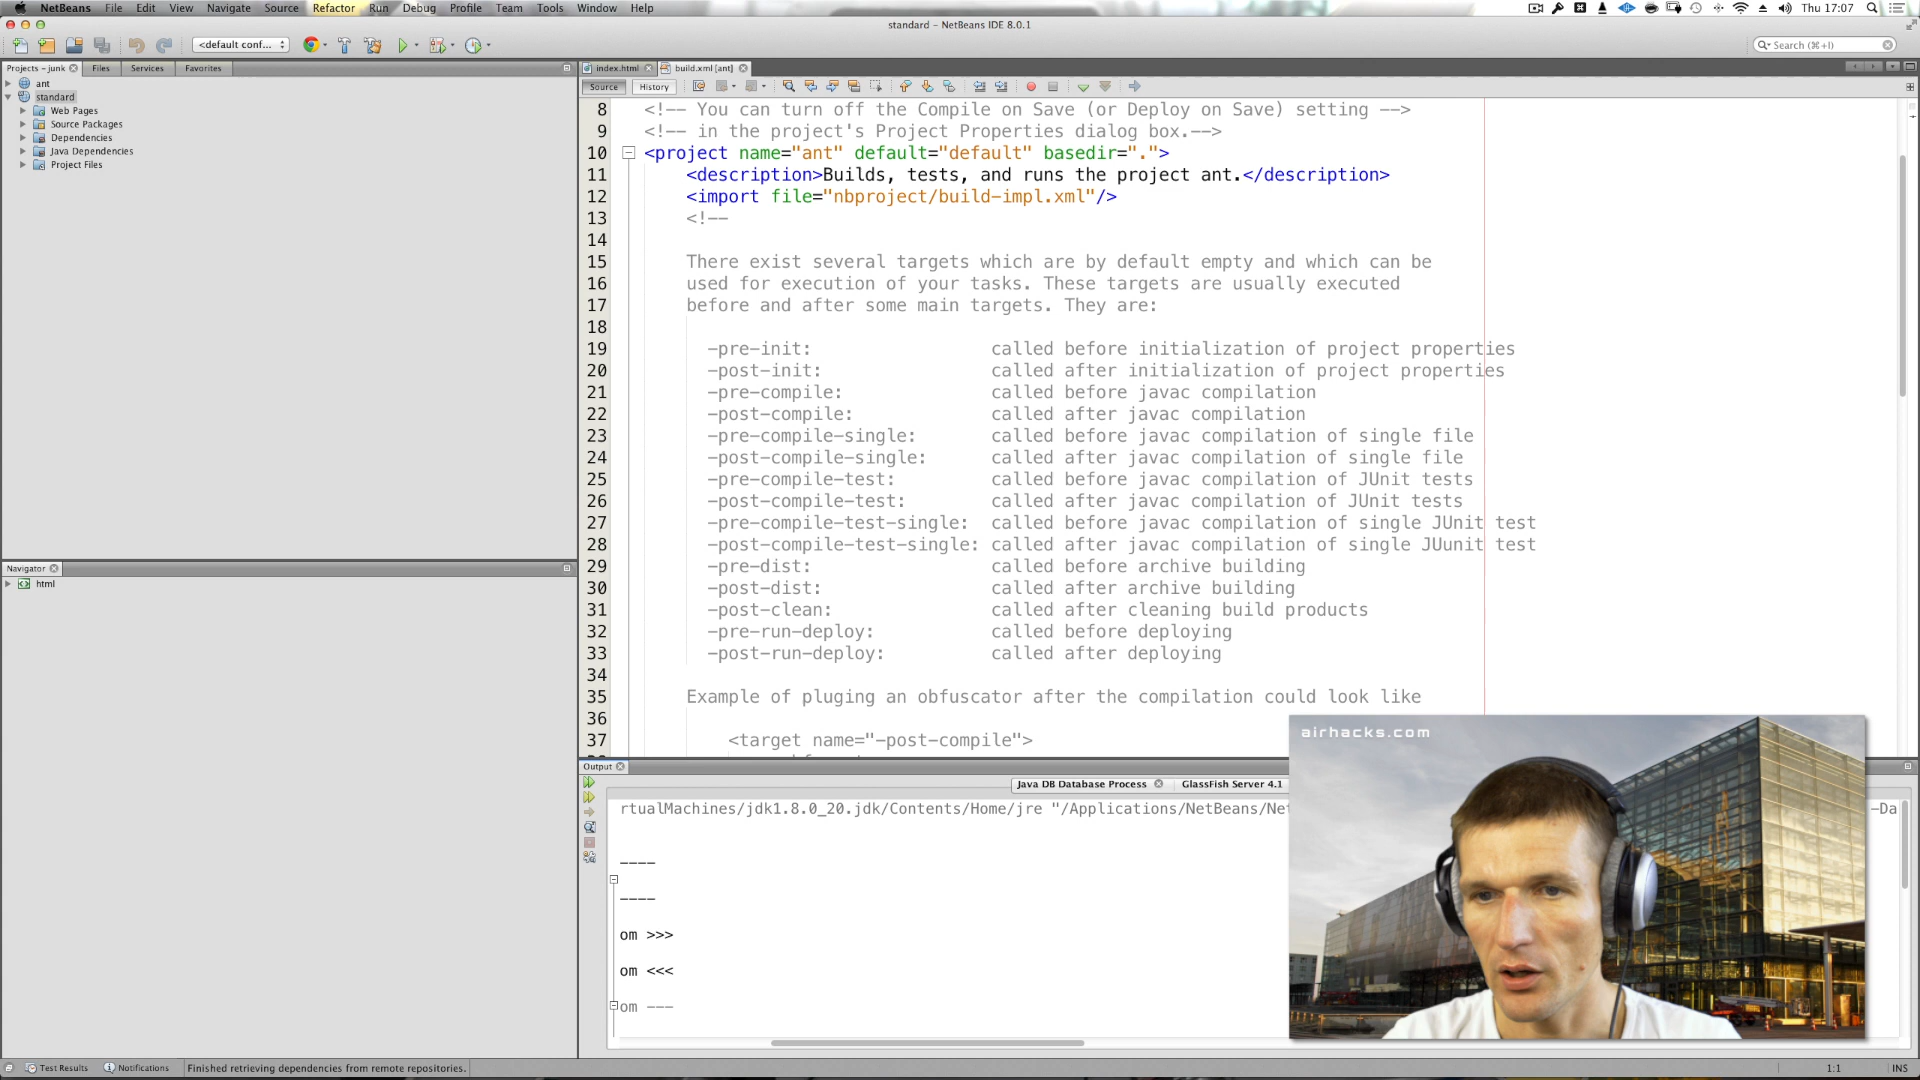 NetBeans File Edit View Navigate Source Refactor Run Debug Profile Team Tools Window Help Thu 17:07
standard – NetBeans IDE 8.0.1
<default conf... Search (⌘+I)
Projects – junk Files Services Favorites
index.html build.xml [ant]
Source History
ant
standard
Web Pages
Source Packages
Dependencies
Java Dependencies
Project Files
8 <!-- You can turn off the Compile on Save (or Deploy on Save) setting -->
9 <!-- in the project's Project Properties dialog box.-->
10 <project name="ant" default="default" basedir=".">
11 <description>Builds, tests, and runs the project ant.</description>
12 <import file="nbproject/build-impl.xml"/>
13 <!--
14
15 There exist several targets which are by default empty and which can be
16 used for execution of your tasks. These targets are usually executed
17 before and after some main targets. They are:
18
19 -pre-init: called before initialization of project properties
20 -post-init: called after initialization of project properties
21 -pre-compile: called before javac compilation
22 -post-compile: called after javac compilation
23 -pre-compile-single: called before javac compilation of single file
24 -post-compile-single: called after javac compilation of single file
25 -pre-compile-test: called before javac compilation of JUnit tests
26 -post-compile-test: called after javac compilation of JUnit tests
27 -pre-compile-test-single: called before javac compilation of single JUnit test
28 -post-compile-test-single: called after javac compilation of single JUunit test
29 -pre-dist: called before archive building
30 -post-dist: called after archive building
31 -post-clean: called after cleaning build products
32 -pre-run-deploy: called before deploying
33 -post-run-deploy: called after deploying
34
35 Example of pluging an obfuscator after the compilation could look like
36
37 <target name="-post-compile">
Navigator
html
airhacks.com
Output
Java DB Database Process GlassFish Server 4.1
rtualMachines/jdk1.8.0_20.jdk/Contents/Home/jre "/Applications/NetBeans/Net -Da
----
----
om >>>
om <<<
om ---
Test Results Notifications Finished retrieving dependencies from remote repositories. 1:1 INS